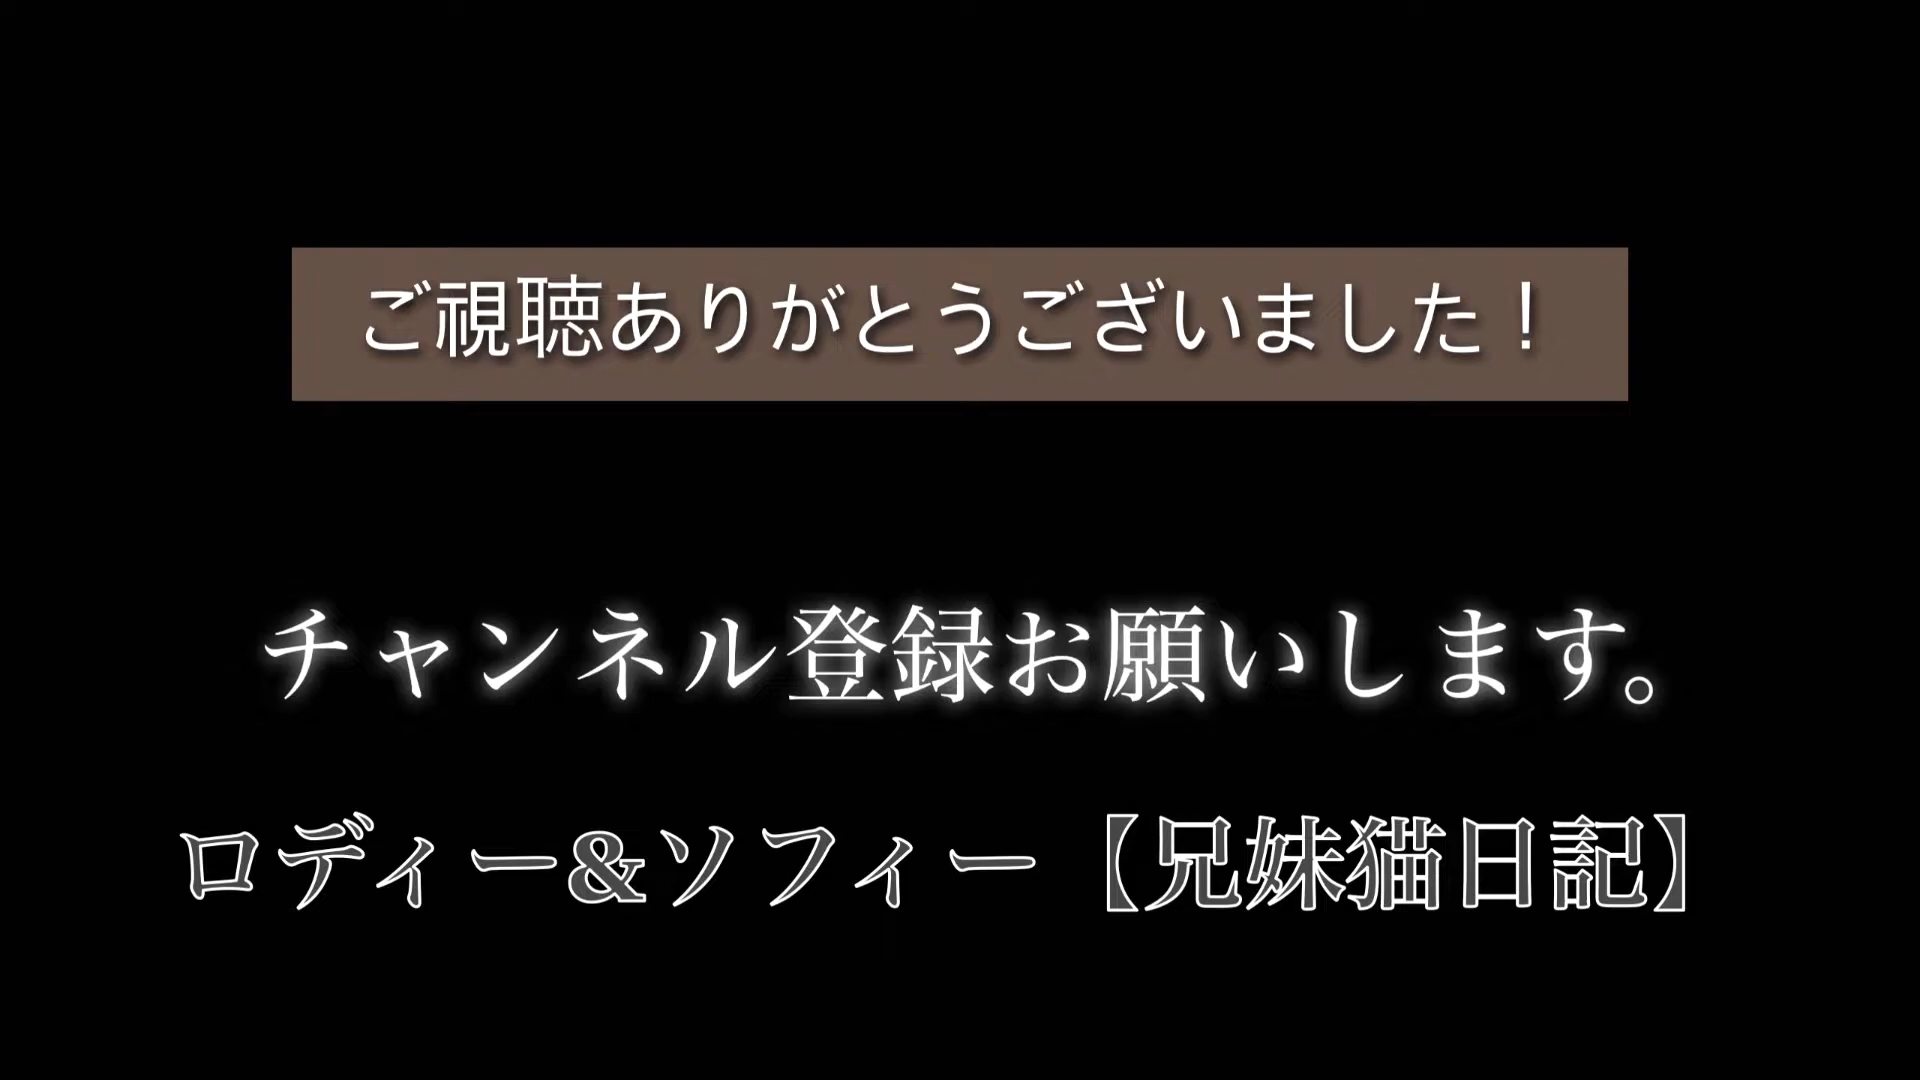 ご視聴ありがとうございました！
チャンネル登録お願いします。
ロディー&ソフィー【兄妹猫日記】